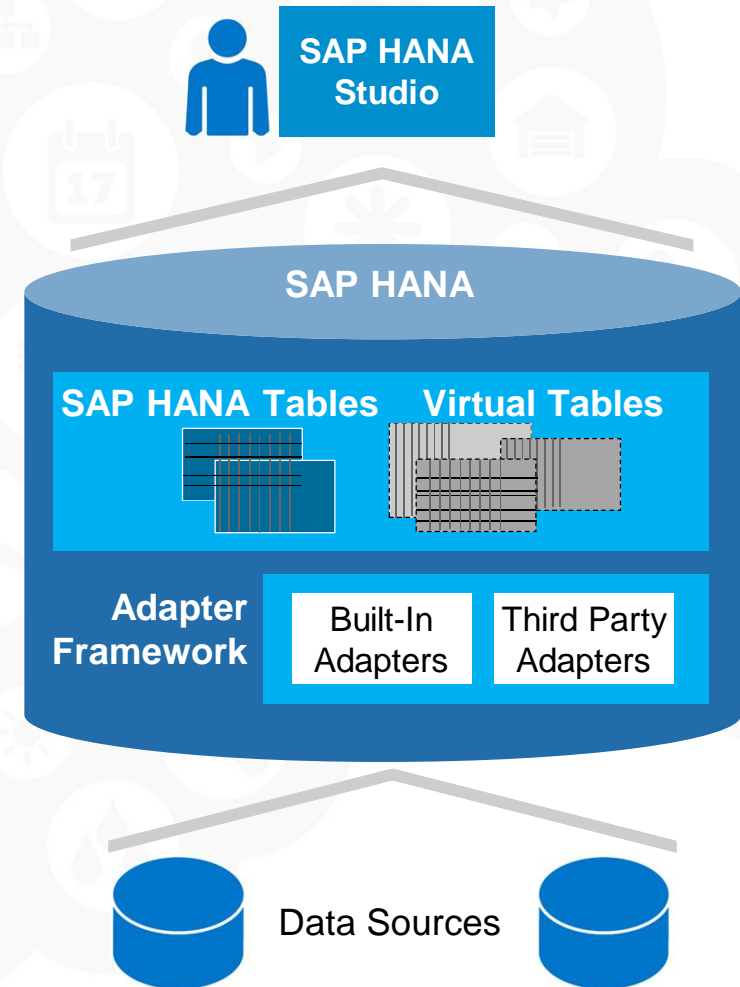 SAP HANA
Studio
17
SAP HANA
SAP HANA Tables
Virtual Tables
Adapter
Framework
Built-In
Adapters
Third Party
Adapters
Data Sources